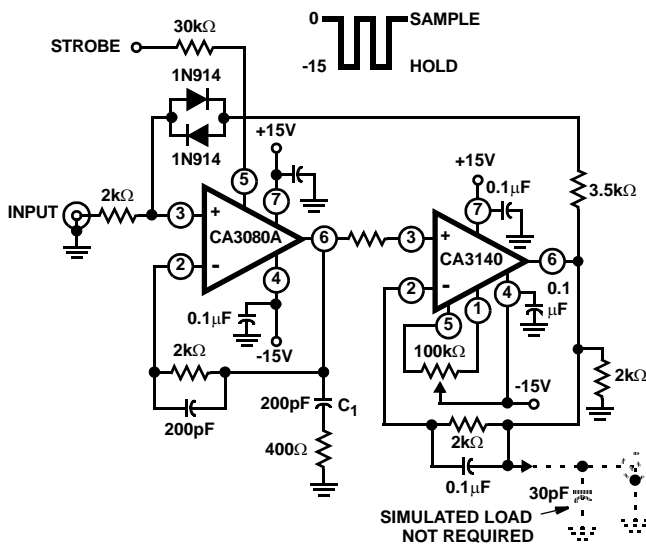 0
SAMPLE
-15
HOLD
30kΩ
STROBE
1N914
1N914
+15V
+15V
0.1µF
3.5kΩ
2kΩ
INPUT
5
7
7
3
+
CA3080A
6
3
+
CA3140
6
2
-
4
2
-
4
0.1
µF
5
1
0.1µF
-15V
100kΩ
-15V
2kΩ
2kΩ
200pF
200pF
C1
400Ω
2kΩ
0.1µF
30pF
SIMULATED LOAD
NOT REQUIRED